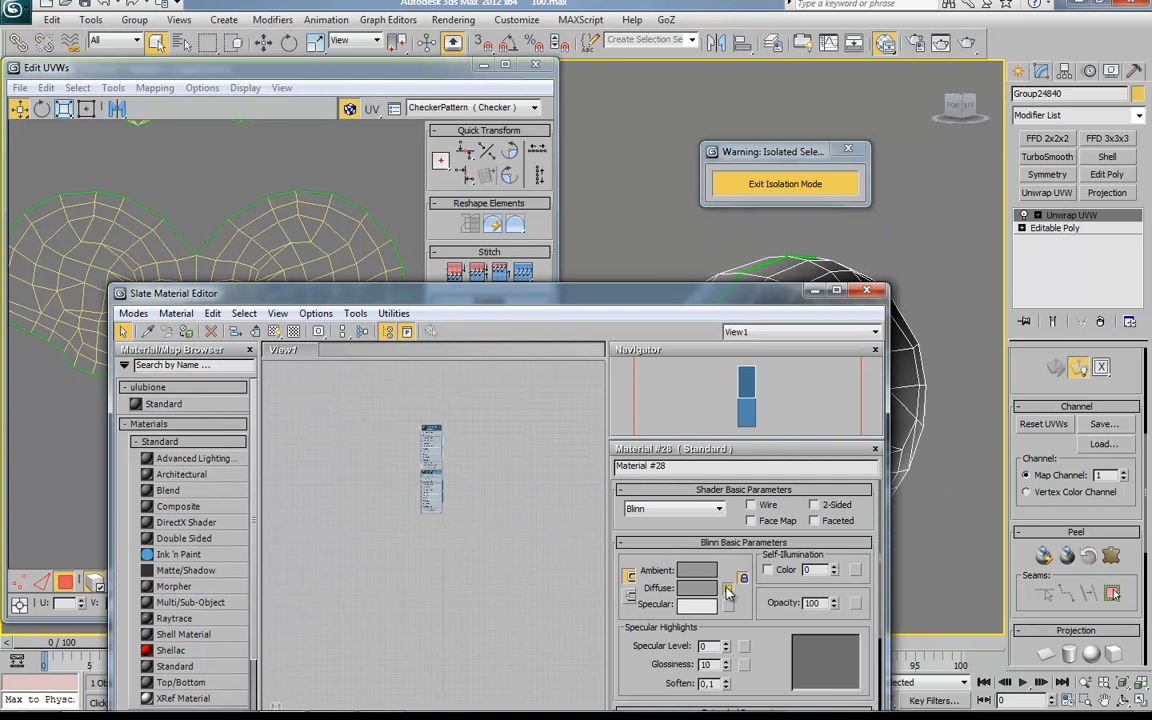 Autodesk 3ds Max 2012 x64
100.max
Type a keyword or phrase
Edit Tools Group Views Create Modifiers Animation Graph Editors Rendering Customize MAXScript Help GoZ
All
View
Create Selection Se
Edit UVWs
File Edit Select Tools Mapping Options Display View
UV
CheckerPattern ( Checker )
Quick Transform
Reshape Elements
Stitch
Warning: Isolated Sele...
Exit Isolation Mode
Group24840
Modifier List
FFD 2x2x2 FFD 3x3x3
TurboSmooth Shell
Symmetry Edit Poly
Unwrap UVW Projection
Unwrap UVW
Editable Poly
Channel
Reset UVWs Save...
Load...
Channel:
Map Channel: 1
Vertex Color Channel
Peel
Seams:
Projection
Slate Material Editor
Modes Material Edit Select View Options Tools Utilities
View1
Material/Map Browser
Search by Name ...
- ulubione
Standard
- Materials
- Standard
Advanced Lighting...
Architectural
Blend
Composite
DirectX Shader
Double Sided
Ink 'n Paint
Matte/Shadow
Morpher
Multi/Sub-Object
Raytrace
Shell Material
Shellac
Standard
Top/Bottom
XRef Material
View1
Navigator
Material #28 ( Standard )
Material #28
Shader Basic Parameters
Blinn
Wire
2-Sided
Face Map
Faceted
Blinn Basic Parameters
Ambient:
Diffuse:
Specular:
Self-Illumination
Color 0
Opacity: 100
Specular Highlights
Specular Level: 0
Glossiness: 10
Soften: 0,1
U:
V:
0 / 100
0 5
95 100
Max to Physc
1 Ob
Click
elected
Key Filters...
0